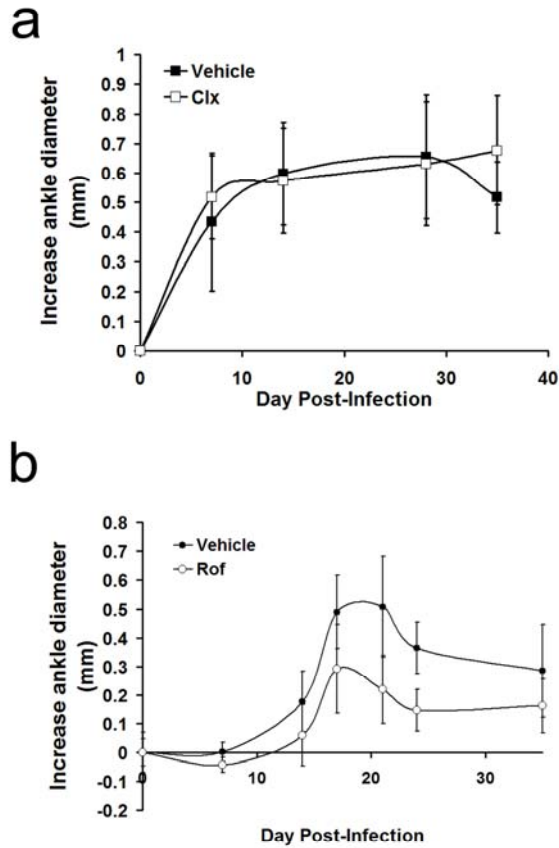 a
1
0.9
0.8
0.7
0.6
0.5
0.4
0.3
0.2
0.1
0
Increase ankle diameter
(mm)
Vehicle
Clx
0 10 20 30 40
Day Post-Infection
b
0.8
0.7
0.6
0.5
0.4
0.3
0.2
0.1
0
-0.1
-0.2
Increase ankle diameter
(mm)
Vehicle
Rof
0 10 20 30
Day Post-Infection